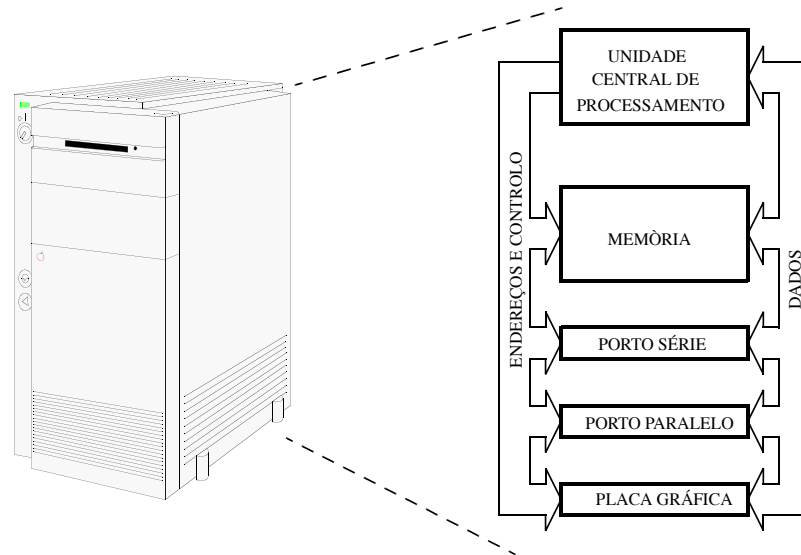 UNIDADE
CENTRAL DE
PROCESSAMENTO
ENDEREÇOS E CONTROLO
MEMÒRIA
DADOS
PORTO SÉRIE
PORTO PARALELO
PLACA GRÁFICA